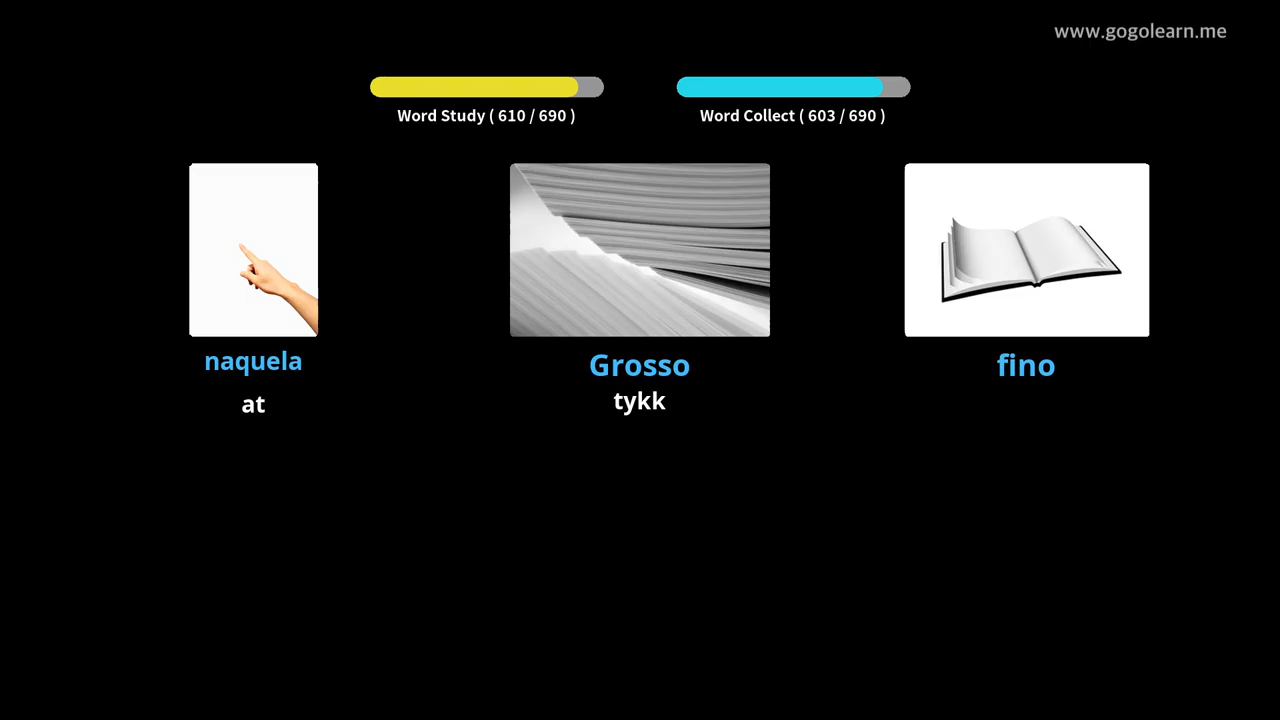 www.gogolearn.me
Word Study ( 610 / 690 )
Word Collect ( 603 / 690 )
naquela
at
Grosso
tykk
fino